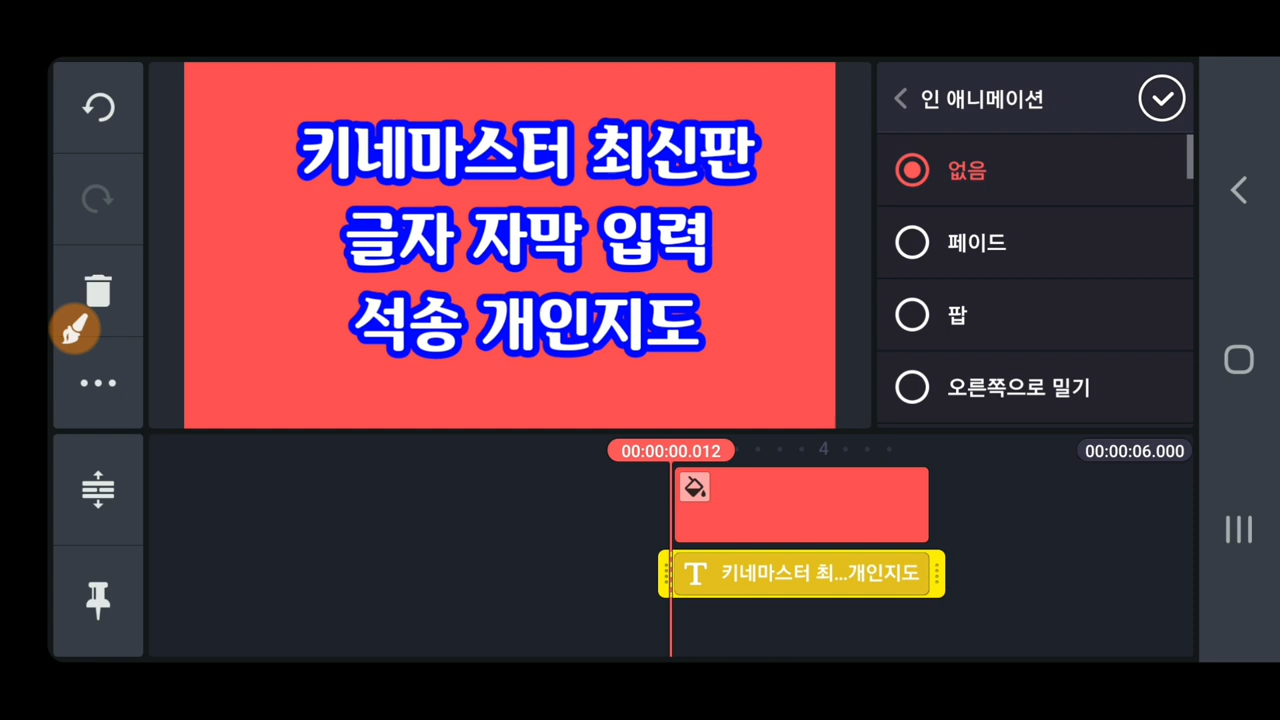 키네마스터 최신판
글자 자막 입력
석송 개인지도
인 애니메이션
없음
페이드
팝
오른쪽으로 밀기
00:00:00.012
4
00:00:06.000
T 키네마스터 최...개인지도